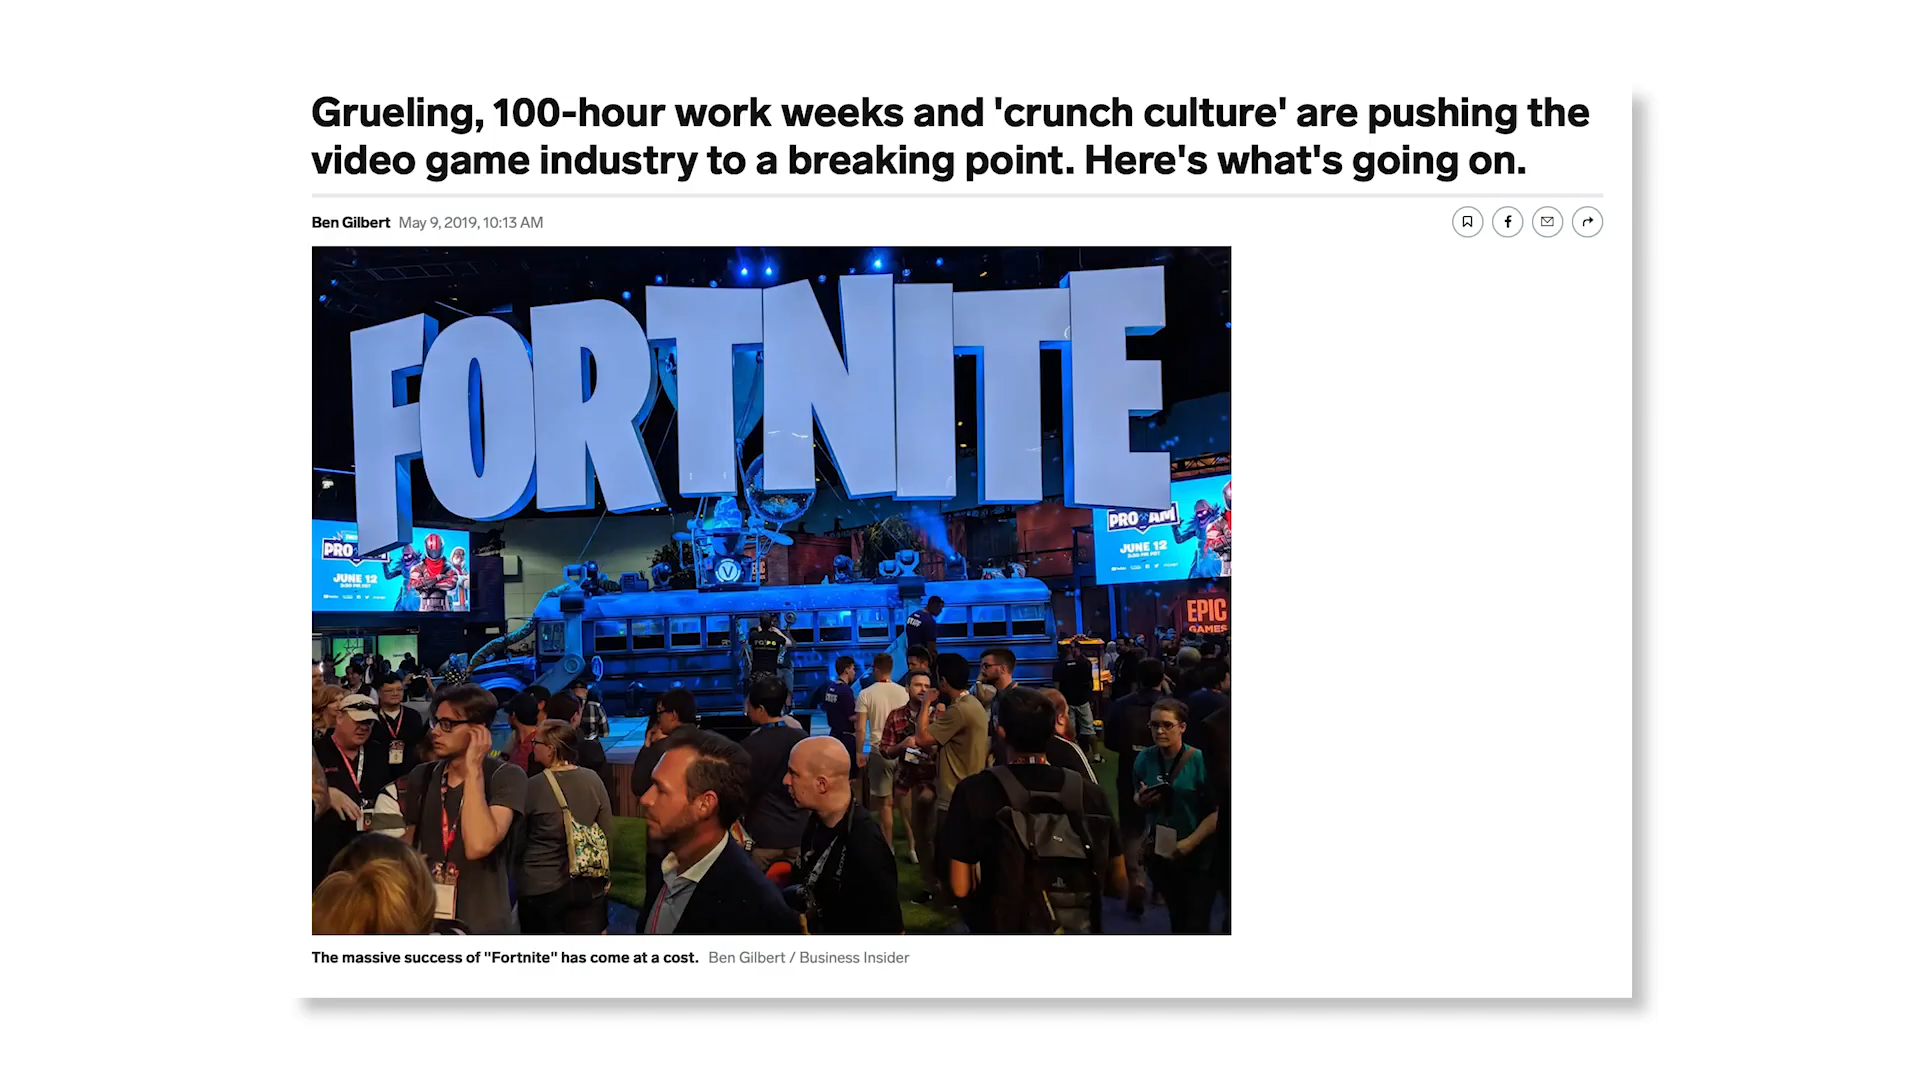 Grueling, 100-hour work weeks and 'crunch culture' are pushing the
video game industry to a breaking point. Here's what's going on.
Ben Gilbert May 9, 2019, 10:13 AM
FORTNITE
PRO AM
JUNE 12
PRO
JUNE 12
EPIC
GAMES
The massive success of "Fortnite" has come at a cost. Ben Gilbert / Business Insider